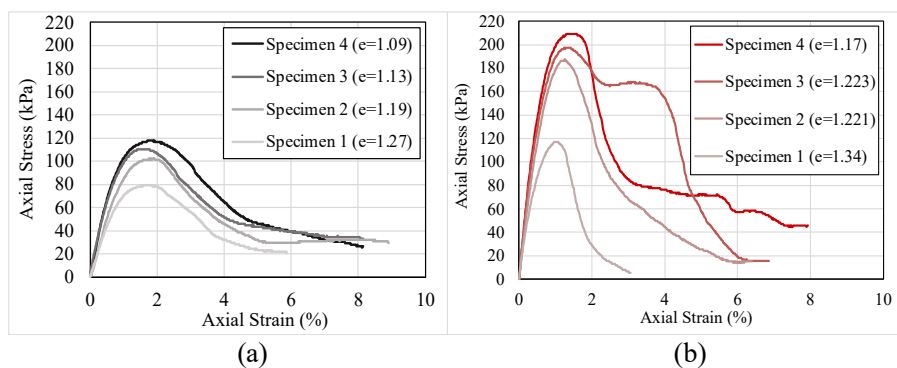 220
200
180
160
140
120
100
80
60
40
20
0
Axial Stress (kPa)
Specimen 4 (e=1.09)
Specimen 3 (e=1.13)
Specimen 2 (e=1.19)
Specimen 1 (e=1.27)
0 2 4 6 8 10
Axial Strain (%)
(a)
220
200
180
160
140
120
100
80
60
40
20
0
Axial Stress (kPa)
Specimen 4 (e=1.17)
Specimen 3 (e=1.223)
Specimen 2 (e=1.221)
Specimen 1 (e=1.34)
0 2 4 6 8 10
Axial Strain (%)
(b)